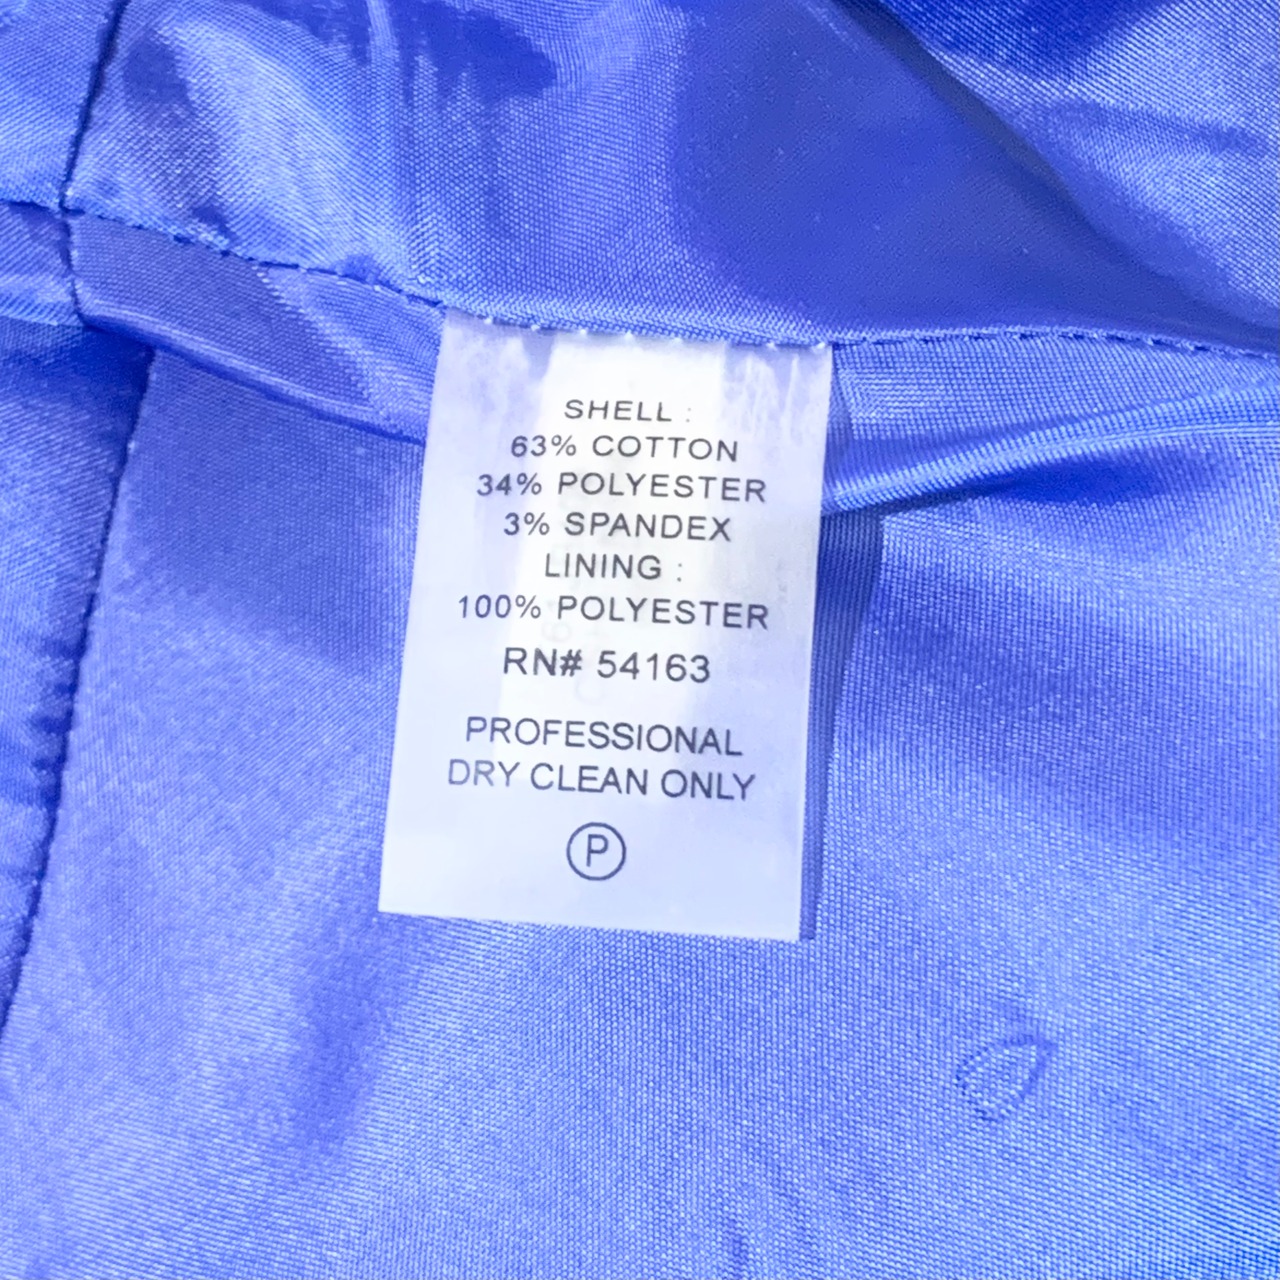 SHELL :
63% COTTON
34% POLYESTER
3% SPANDEX
LINING :
100% POLYESTER
RN# 54163
PROFESSIONAL
DRY CLEAN ONLY
P